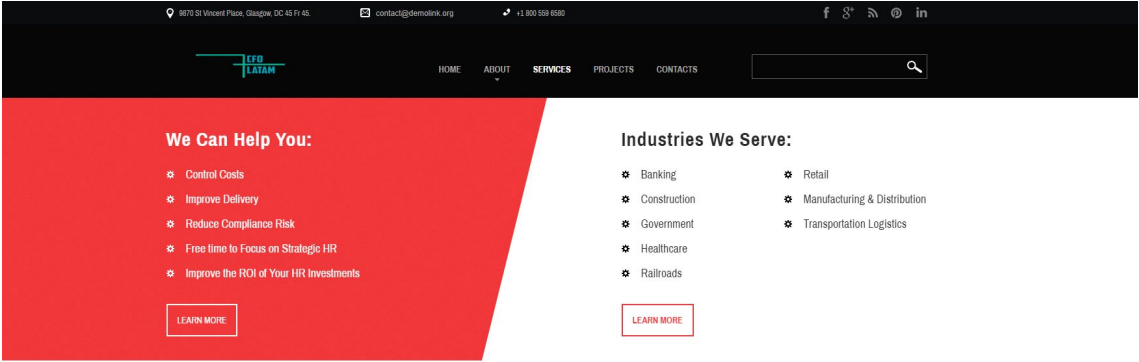 9870 St Vincent Place, Glasgow, DC 45 Fr 45.
contact@demolink.org
+1 800 559 6580
CFO
LATAM
HOME ABOUT SERVICES PROJECTS CONTACTS
We Can Help You:
Control Costs
Improve Delivery
Reduce Compliance Risk
Free time to Focus on Strategic HR
Improve the ROI of Your HR Investments
LEARN MORE
Industries We Serve:
Banking
Construction
Government
Healthcare
Railroads
Retail
Manufacturing & Distribution
Transportation Logistics
LEARN MORE